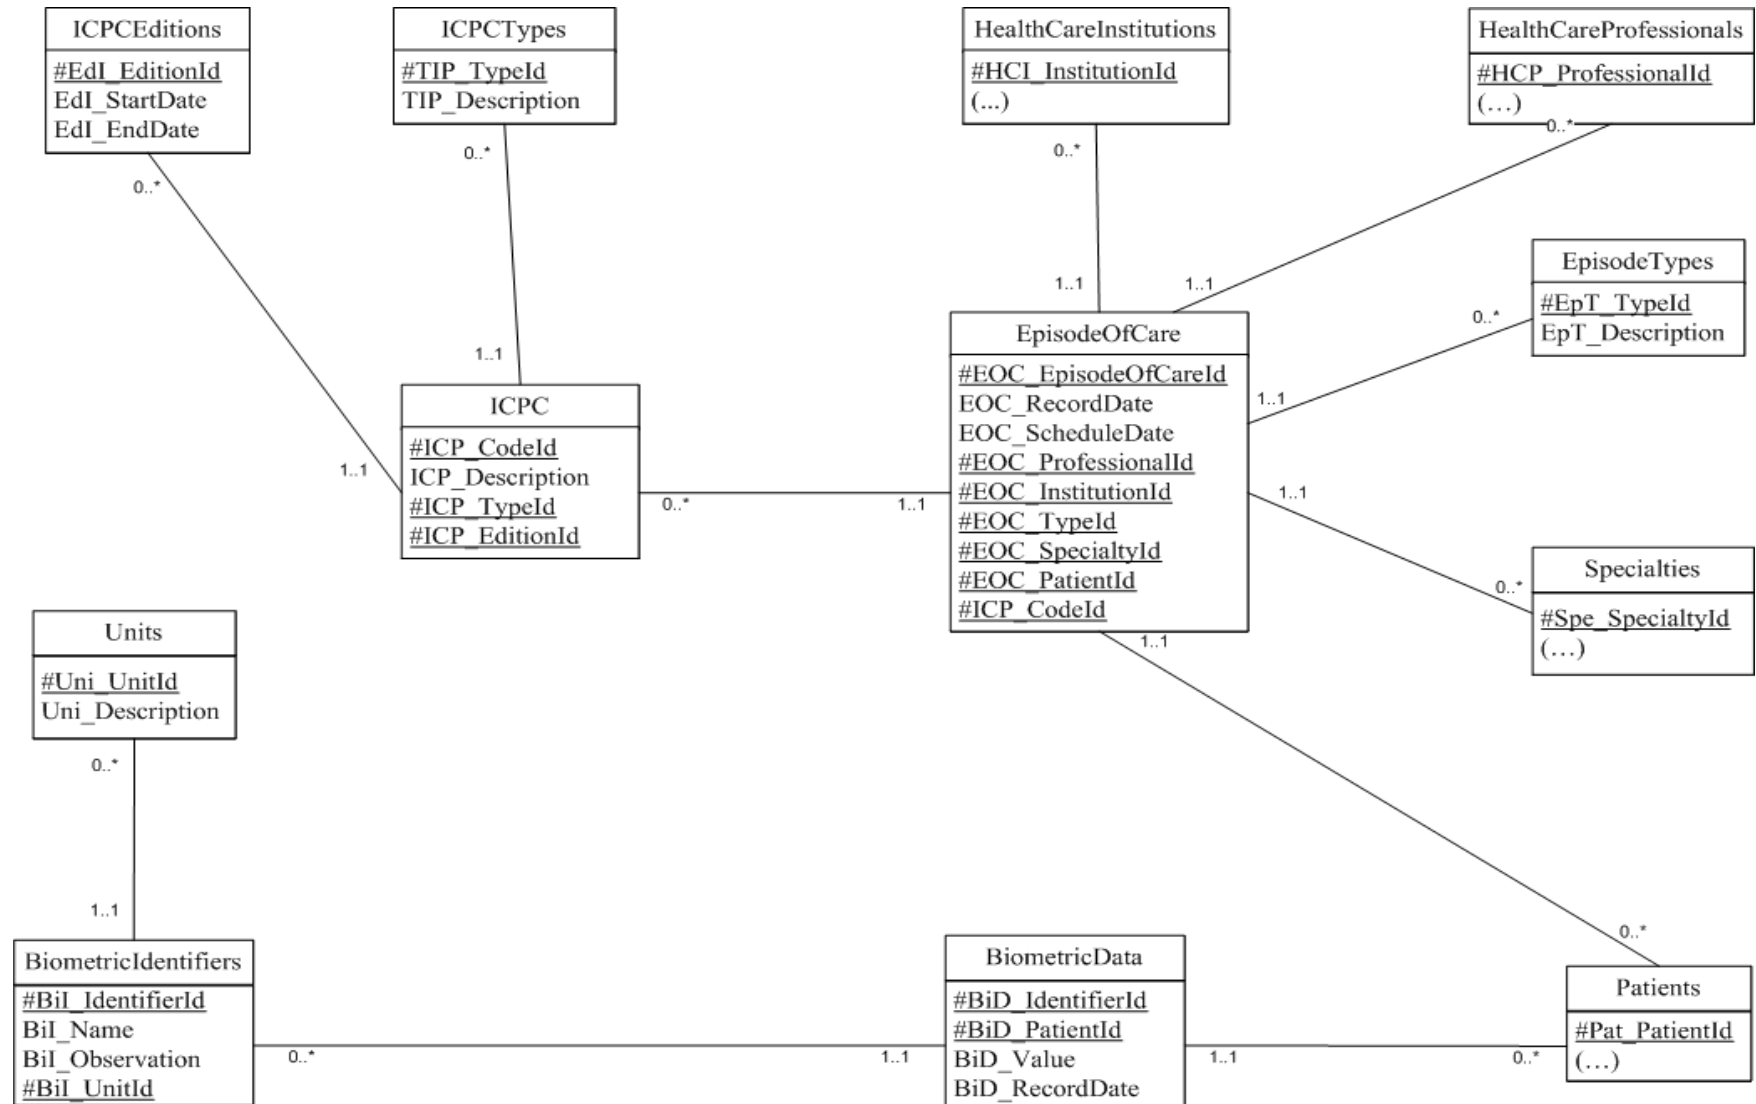 ICPCEditions
#EdI_EditionId
EdI_StartDate
EdI_EndDate
0..*
ICPCTypes
#TIP_TypeId
TIP_Description
0..*
HealthCareInstitutions
#HCI_InstitutionId
(...)
0..*
HealthCareProfessionals
#HCP_ProfessionalId
(...)
0..*
1..1
1..1
EpisodeTypes
#EpT_TypeId
EpT_Description
0..*
1..1
EpisodeOfCare
#EOC_EpisodeOfCareId
EOC_RecordDate
EOC_ScheduleDate
#EOC_ProfessionalId
#EOC_InstitutionId
#EOC_TypeId
#EOC_SpecialtyId
#EOC_PatientId
#ICP_CodeId
1..1
1..1
ICPC
#ICP_CodeId
ICP_Description
#ICP_TypeId
#ICP_EditionId
0..*
1..1
1..1
0..*
Specialties
#Spe_SpecialtyId
(...)
1..1
Units
#Uni_UnitId
Uni_Description
0..*
1..1
0..*
BiometricIdentifiers
#BiI_IdentifierId
BiI_Name
BiI_Observation
#BiI_UnitId
0..*
1..1
BiometricData
#BiD_IdentifierId
#BiD_PatientId
BiD_Value
BiD_RecordDate
1..1
0..*
Patients
#Pat_PatientId
(...)